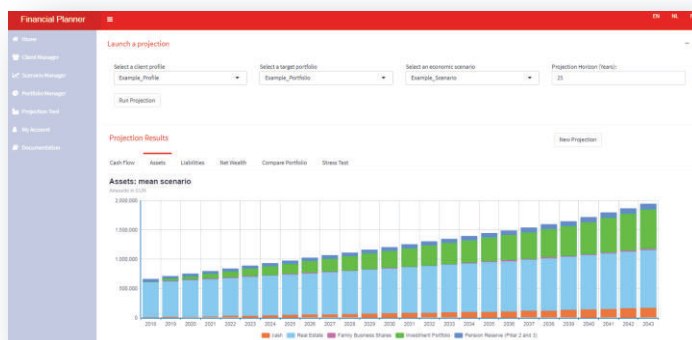 Financial Planner
EN NL
Home
Client Manager
Scenario Manager
Portfolio Manager
Projection Tool
My Account
Documentation
Launch a projection
Select a client profile Select a target portfolio Select an economic scenario Projection Horizon (Years):
Example_Profile Example_Portfolio Example_Scenario 25
Run Projection
Projection Results
New Projection
Cash Flow Assets Liabilities Net Wealth Compare Portfolio Stress Test
Assets: mean scenario
Amounts in EUR
2.000.000
1.500.000
1.000.000
500.000
0
2018 2019 2020 2021 2022 2023 2024 2025 2026 2027 2028 2029 2030 2031 2032 2033 2034 2035 2036 2037 2038 2039 2040 2041 2042 2043
Cash Real Estate Family Business Shares Investment Portfolio Pension Reserve (Pillar 2 and 3)